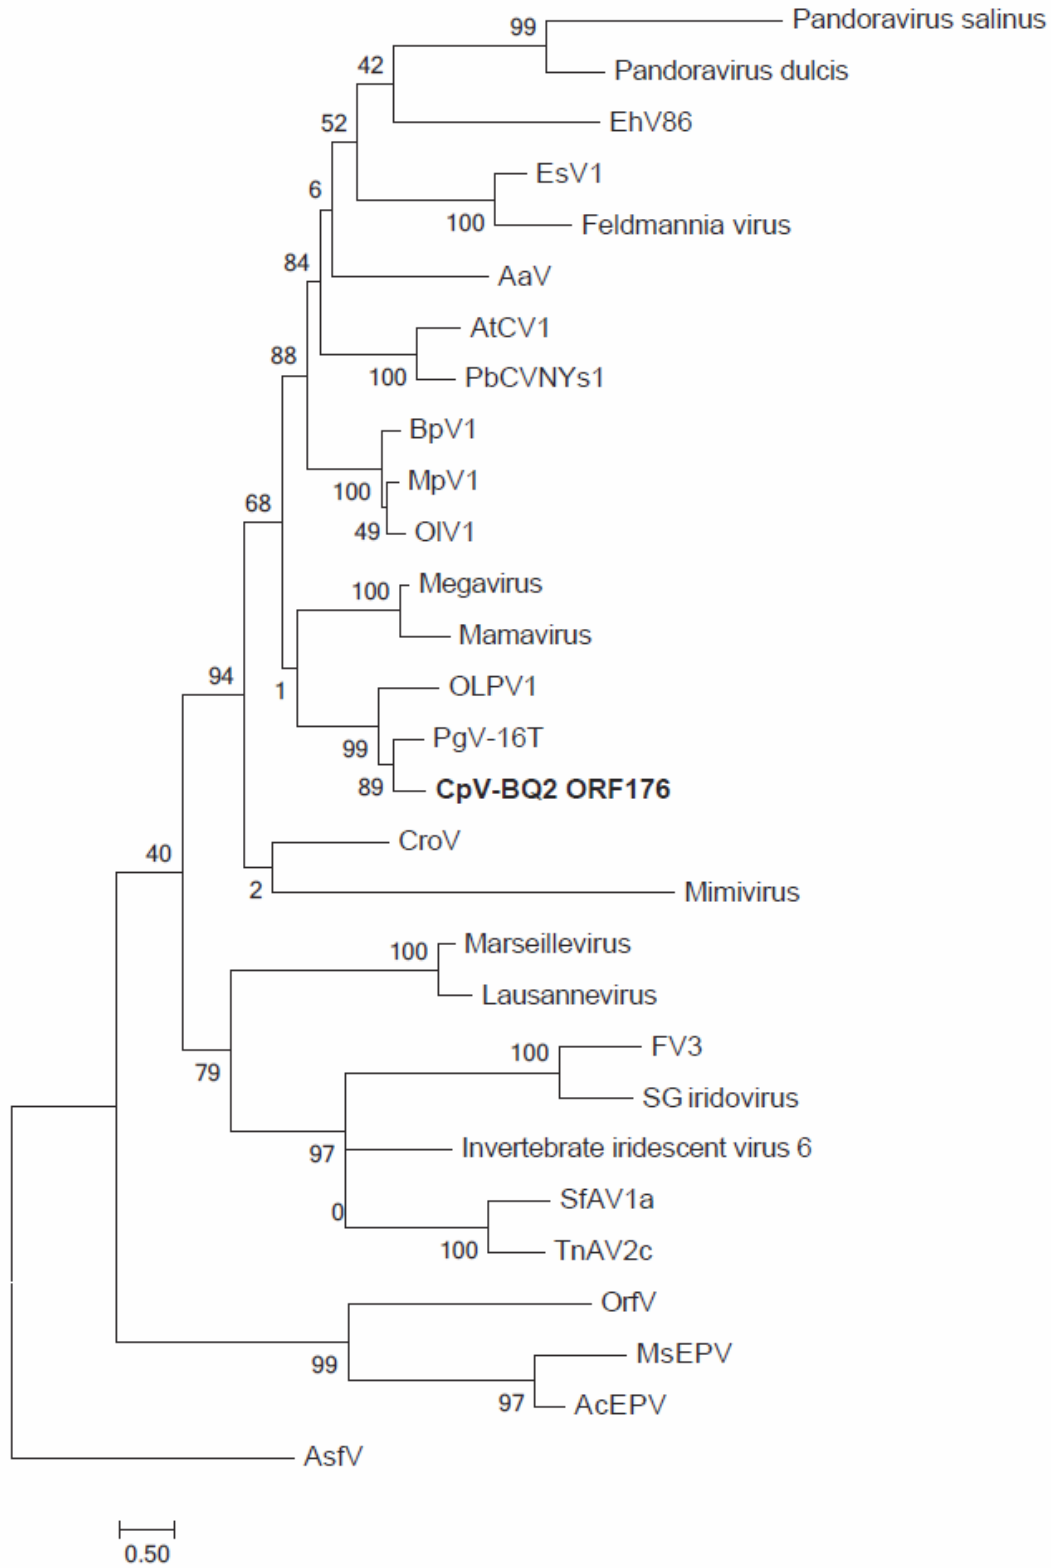 Pandoravirus salinus
99
Pandoravirus dulcis
42
EhV86
52
EsV1
6
100
Feldmannia virus
84
AaV
AtCV1
88
100
PbCVNYs1
BpV1
100
MpV1
68
49
OlV1
100
Megavirus
Mamavirus
94
1
OLPV1
99
PgV-16T
89
CpV-BQ2 ORF176
CroV
40
2
Mimivirus
100
Marseillevirus
Lausannevirus
100
FV3
79
SG iridovirus
97
Invertebrate iridescent virus 6
0
SfAV1a
100
TnAV2c
OrfV
99
MsEPV
97
AcEPV
AsfV
0.50